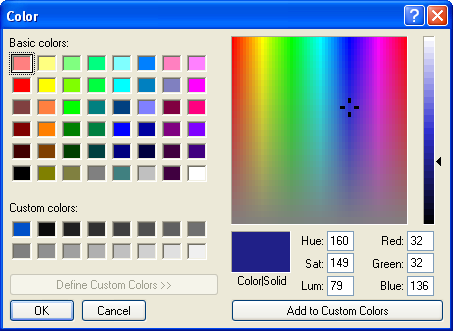 Color
Basic colors:
Custom colors:
Define Custom Colors >>
OK
Cancel
Color|Solid
Hue: 160
Sat: 149
Lum: 79
Red: 32
Green: 32
Blue: 136
Add to Custom Colors